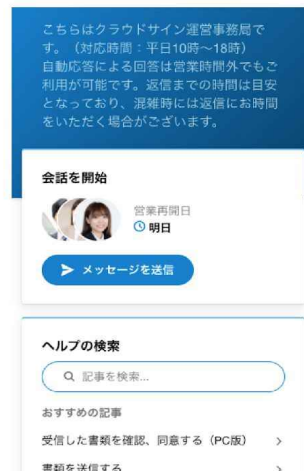 こちらはクラウドサイン運営事務局で
す。（対応時間：平日10時〜18時）
自動応答による回答は営業時間外でもご
利用が可能です。返信までの時間は目安
となっており、混雑時には返信にお時間
をいただく場合がございます。
会話を開始
営業再開日
明日
メッセージを送信
ヘルプの検索
記事を検索...
おすすめの記事
受信した書類を確認、同意する（PC版）
書類を送信する